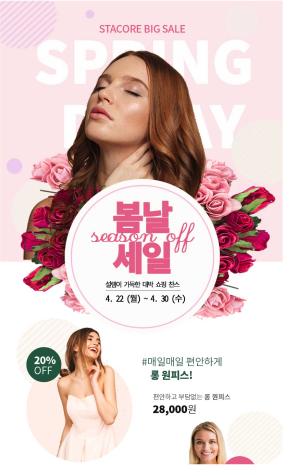 STACORE BIG SALE
SPRING
DAY
봄날
season off
세일
설렘이 가득한 대박 쇼핑 찬스
4. 22 (월) ~ 4. 30 (수)
20%
OFF
#매일매일 편안하게
롱 원피스!
편안하고 부담없는 롱 원피스
28,000원